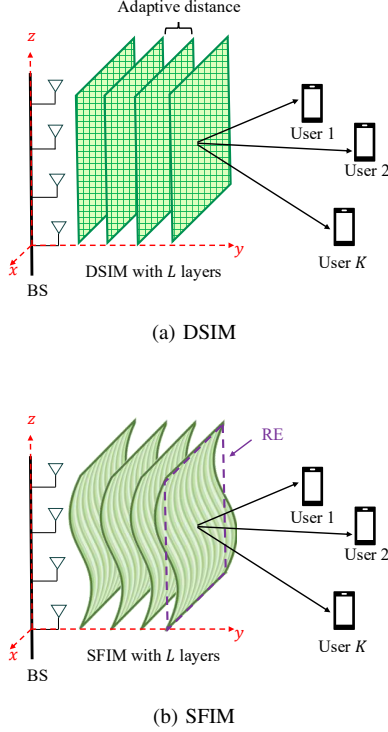 Adaptive distance
z
User 1
User 2
User K
x
y
DSIM with L layers
BS
(a) DSIM
z
RE
User 1
User 2
User K
x
y
SFIM with L layers
BS
(b) SFIM